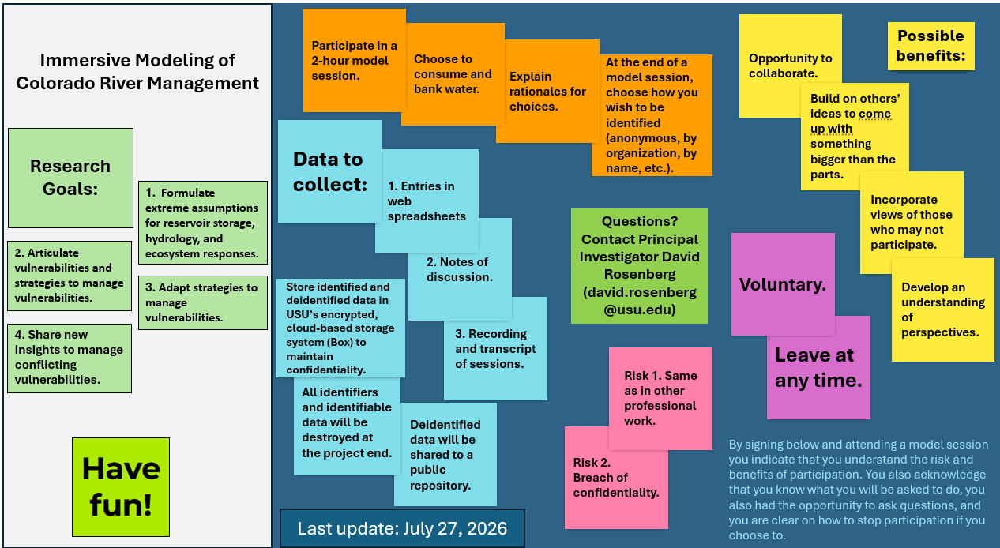 Immersive Modeling of
Colorado River Management
Research
Goals:
1.  Formulate
extreme assumptions
for reservoir storage,
hydrology, and
ecosystem responses.
2. Articulate
vulnerabilities and
strategies to manage
vulnerabilities.
3. Adapt strategies to
manage
vulnerabilities.
4. Share new
insights to manage
conflicting
vulnerabilities.
Have
fun!
Participate in a
2-hour model
session.
Choose to
consume and
bank water.
Explain
rationales for
choices.
At the end of a
model session,
choose how you
wish to be
identified
(anonymous, by
organization, by
name, etc.).
Data to
collect:
1. Entries in
web
spreadsheets
2. Notes of
discussion.
3. Recording
and transcript
of sessions.
Store identified and
deidentified data in
USU's encrypted,
cloud-based storage
system (Box) to
maintain
confidentiality.
All identifiers
and identifiable
data will be
destroyed at
the project end.
Deidentified
data will be
shared to a
public
repository.
Last update: July 27, 2026
Questions?
Contact Principal
Investigator David
Rosenberg
(david.rosenberg
@usu.edu)
Risk 1. Same
as in other
professional
work.
Risk 2.
Breach of
confidentiality.
Possible
benefits:
Opportunity to
collaborate.
Build on others’
ideas to come
up with
something
bigger than the
parts.
Incorporate
views of those
who may not
participate.
Develop an
understanding
of
perspectives.
Voluntary.
Leave at
any time.
By signing below and attending a model session
you indicate that you understand the risk and
benefits of participation. You also acknowledge
that you know what you will be asked to do, you
also had the opportunity to ask questions, and
you are clear on how to stop participation if you
choose to.